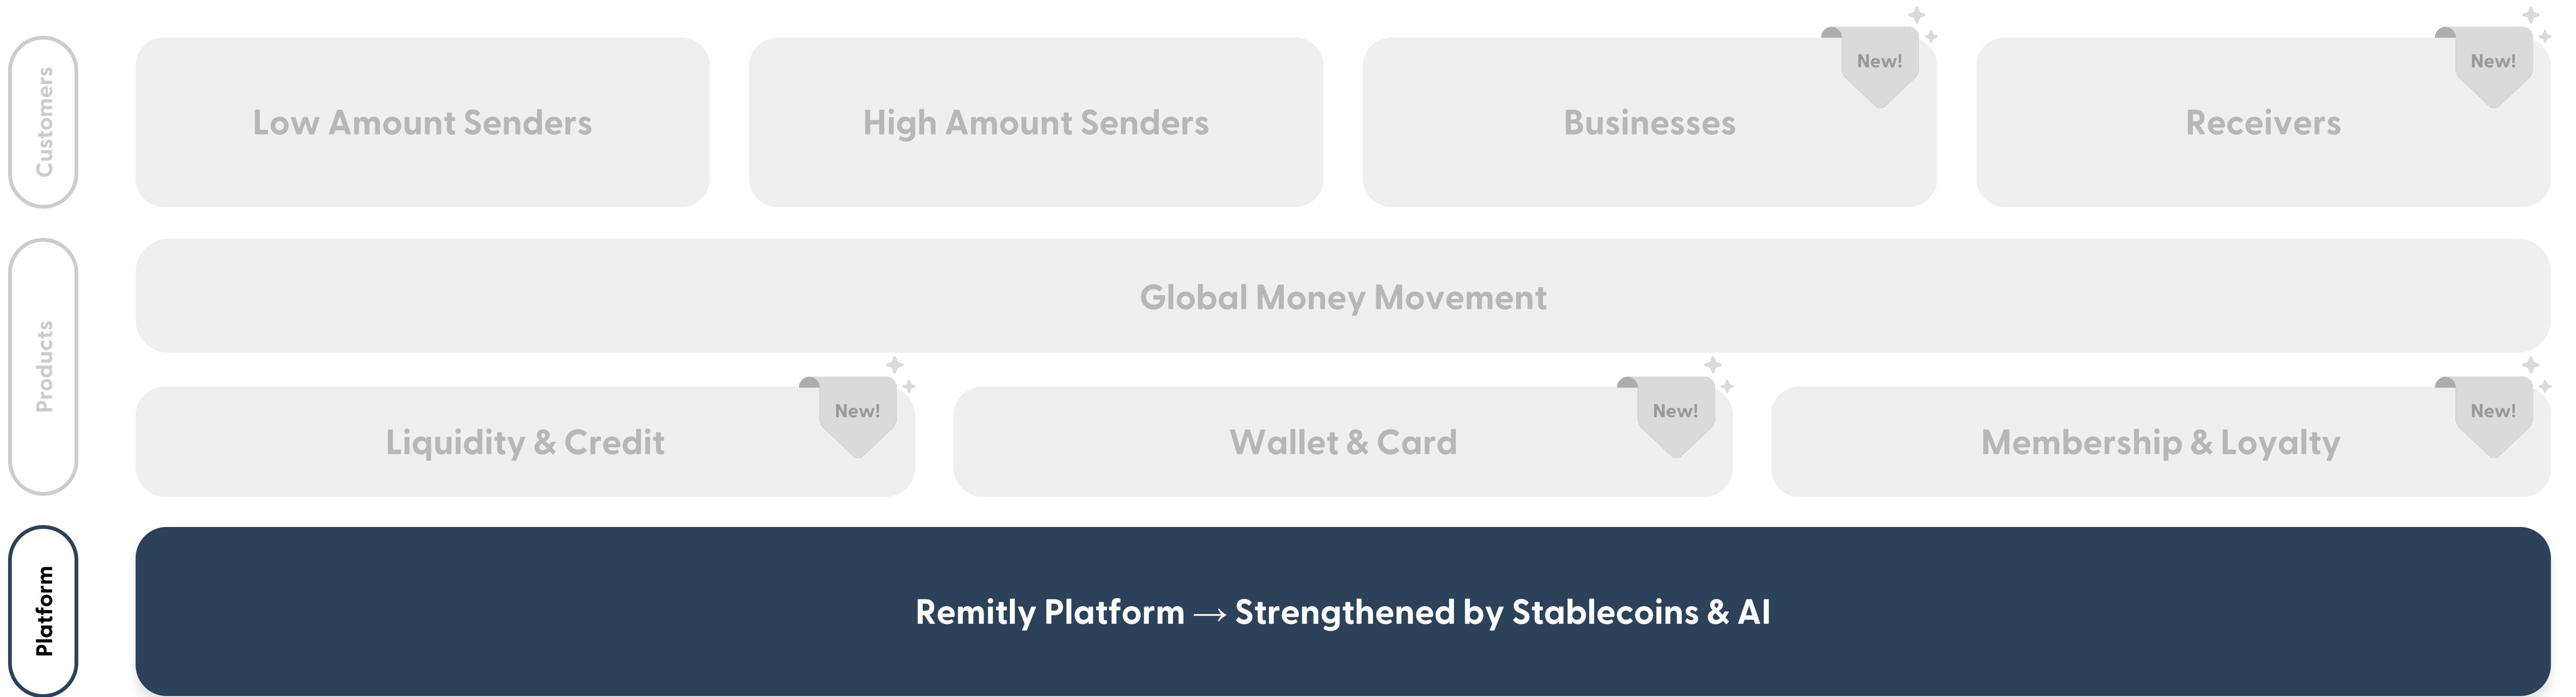 Customers
Low Amount Senders
High Amount Senders
Businesses
New!
Receivers
New!
Products
Global Money Movement
Liquidity & Credit
New!
Wallet & Card
New!
Membership & Loyalty
New!
Platform
Remitly Platform → Strengthened by Stablecoins & AI